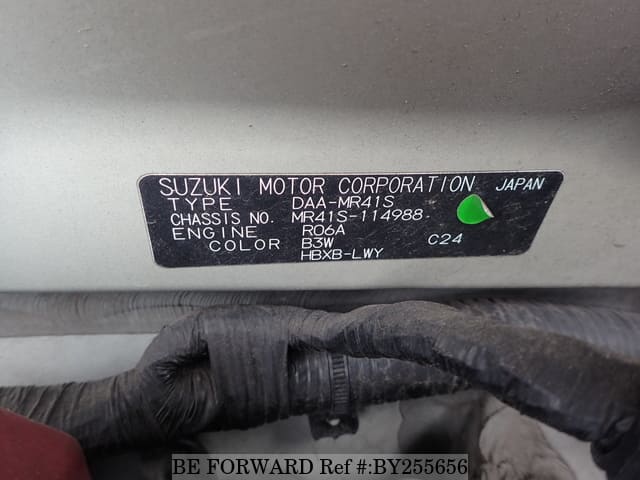 SUZUKI MOTOR CORPORATION JAPAN
TYPE DAA-MR41S
CHASSIS NO. MR41S-114988
ENGINE R06A
COLOR B3W C24
HBXB-LWY
BE FORWARD Ref #:BY255656